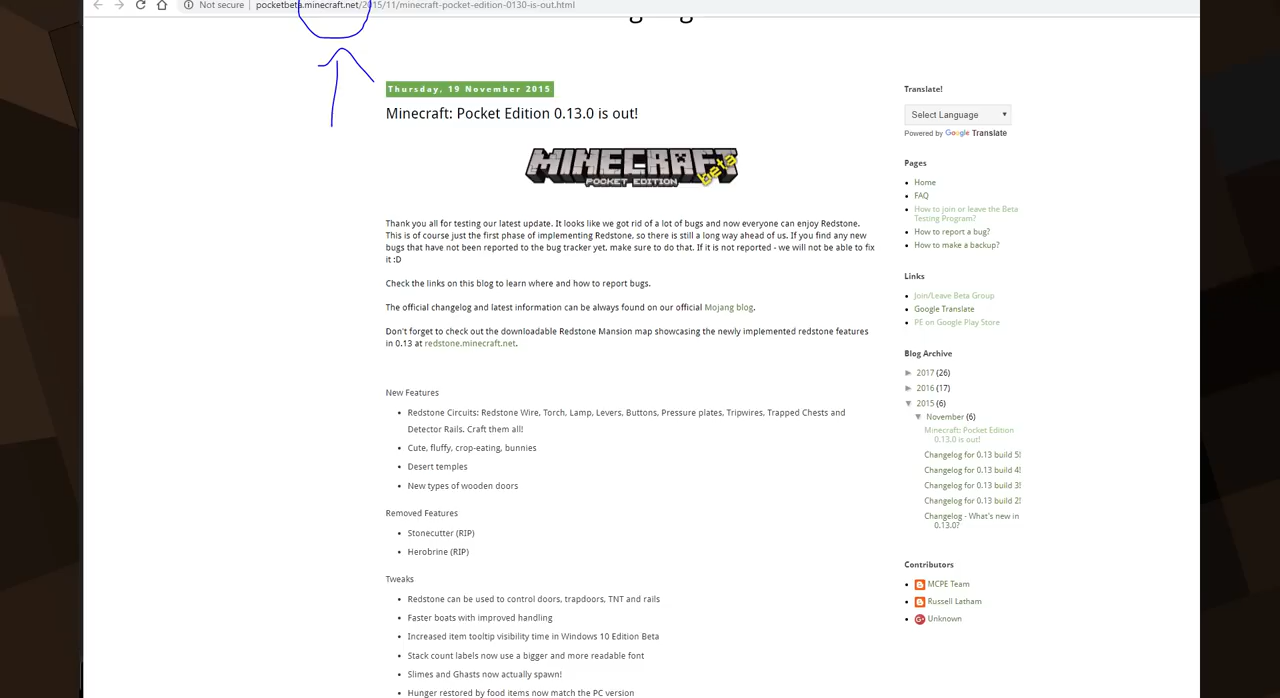 Not secure | pocketbeta.minecraft.net/2015/11/minecraft-pocket-edition-0130-is-out.html
Thursday, 19 November 2015
Minecraft: Pocket Edition 0.13.0 is out!
MINECRAFT
POCKET EDITION
beta
Thank you all for testing our latest update. It looks like we got rid of a lot of bugs and now everyone can enjoy Redstone.
This is of course just the first phase of implementing Redstone, so there is still a long way ahead of us. If you find any new
bugs that have not been reported to the bug tracker yet, make sure to do that. If it is not reported - we will not be able to fix
it :D
Check the links on this blog to learn where and how to report bugs.
The official changelog and latest information can be always found on our official Mojang blog.
Don't forget to check out the downloadable Redstone Mansion map showcasing the newly implemented redstone features
in 0.13 at redstone.minecraft.net.
New Features
Redstone Circuits: Redstone Wire, Torch, Lamp, Levers, Buttons, Pressure plates, Tripwires, Trapped Chests and
Detector Rails. Craft them all!
Cute, fluffy, crop-eating, bunnies
Desert temples
New types of wooden doors
Removed Features
Stonecutter (RIP)
Herobrine (RIP)
Tweaks
Redstone can be used to control doors, trapdoors, TNT and rails
Faster boats with improved handling
Increased item tooltip visibility time in Windows 10 Edition Beta
Stack count labels now use a bigger and more readable font
Slimes and Ghasts now actually spawn!
Hunger restored by food items now match the PC version
Translate!
Select Language
Powered by Google Translate
Pages
Home
FAQ
How to join or leave the Beta
Testing Program?
How to report a bug?
How to make a backup?
Links
Join/Leave Beta Group
Google Translate
PE on Google Play Store
Blog Archive
► 2017 (26)
► 2016 (17)
▼ 2015 (6)
▼ November (6)
Minecraft: Pocket Edition
0.13.0 is out!
Changelog for 0.13 build 5!
Changelog for 0.13 build 4!
Changelog for 0.13 build 3!
Changelog for 0.13 build 2!
Changelog - What's new in
0.13.0?
Contributors
MCPE Team
Russell Latham
Unknown